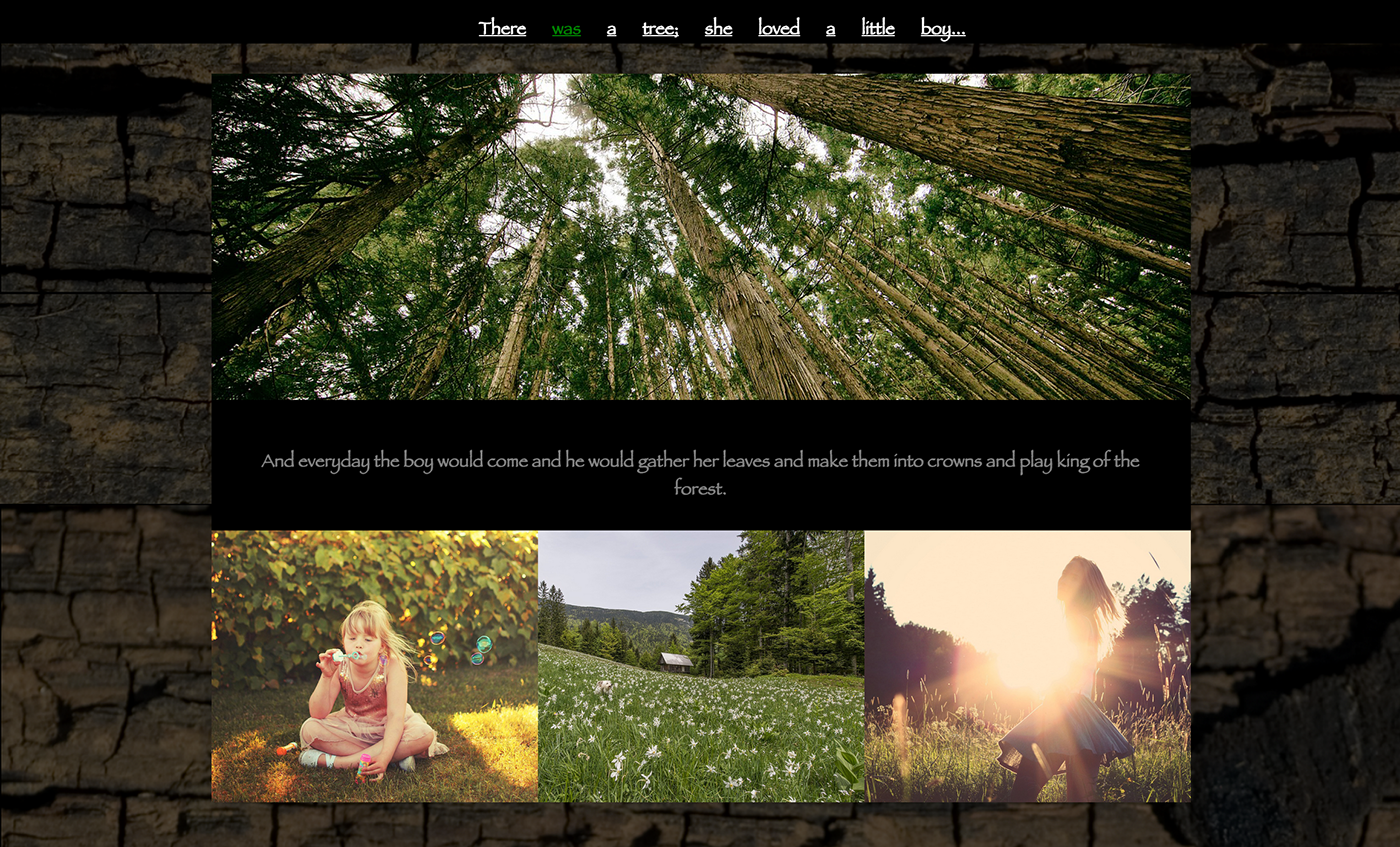 There was a tree; she loved a little boy...
And everyday the boy would come and he would gather her leaves and make them into crowns and play king of the
forest.